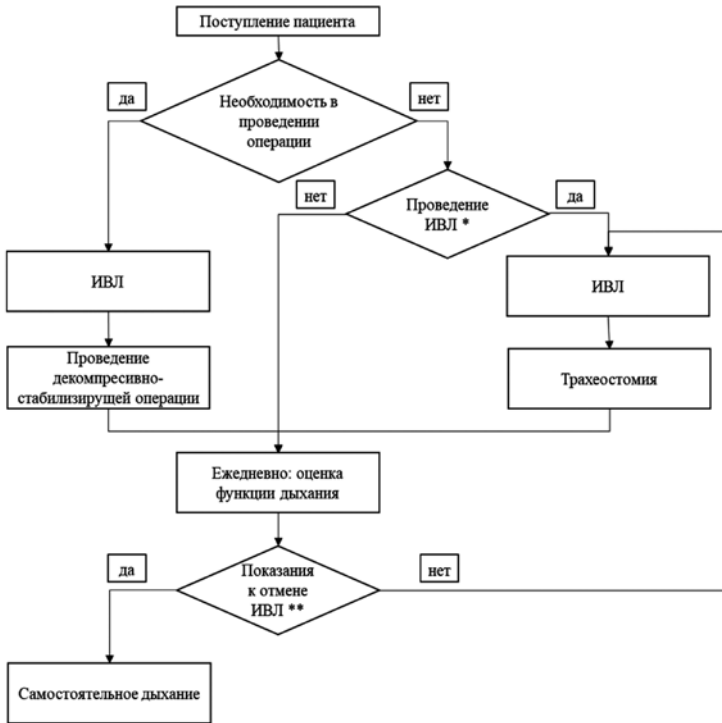 Поступление пациента
да
Необходимость в
проведении
операции
нет
нет
Проведение
ИВЛ *
да
ИВЛ
ИВЛ
Проведение
декомпресивно-
стабилизирущей операции
Трахеостомия
Ежедневно: оценка
функции дыхания
да
Показания
к отмене
ИВЛ **
нет
Самостоятельное дыхание